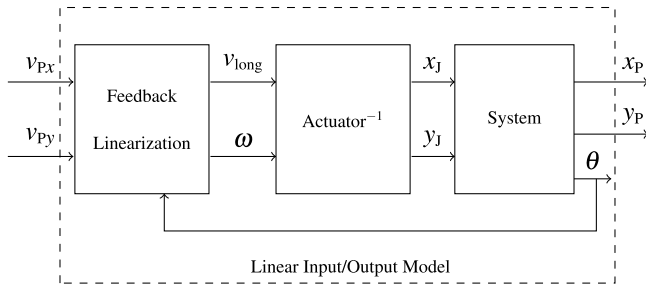 v_Px
v_Py
Feedback
Linearization
v_long
ω
Actuator⁻¹
x_J
y_J
System
x_P
y_P
θ
Linear Input/Output Model